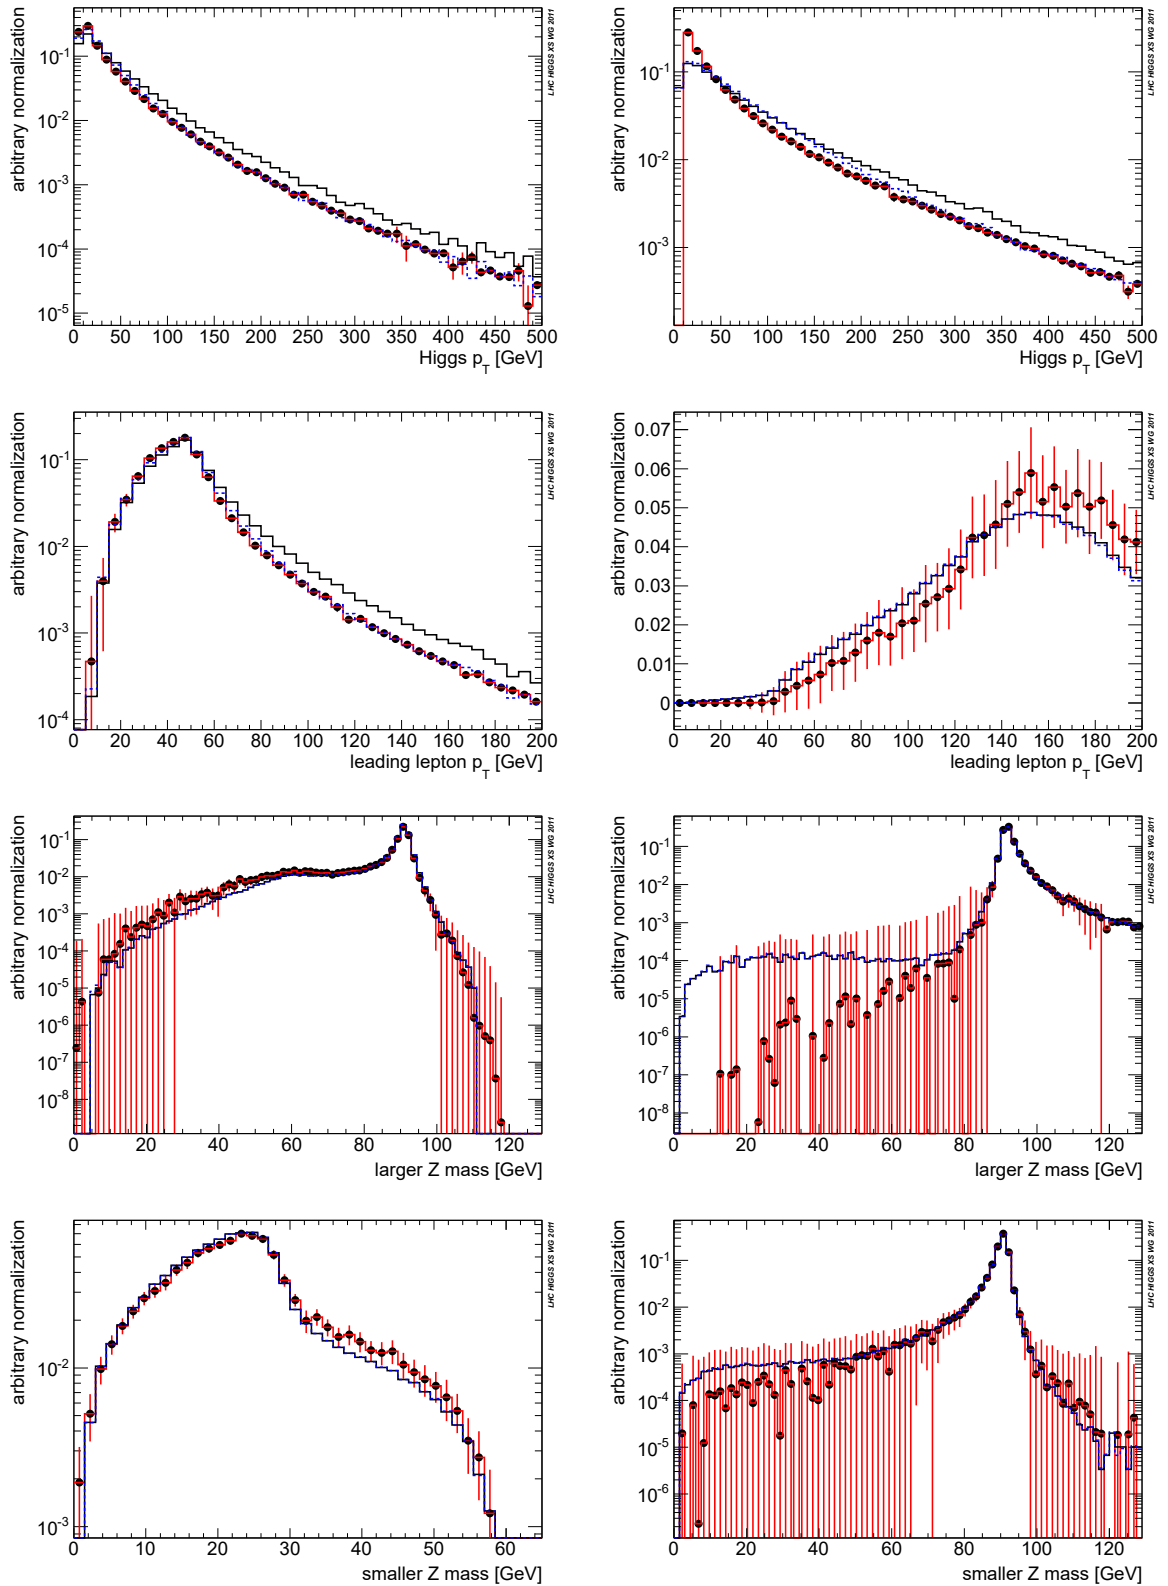 arbitrary normalization
10⁻¹
10⁻²
10⁻³
10⁻⁴
10⁻⁵
0 50 100 150 200 250 300 350 400 450 500
Higgs p_T [GeV]
LHC HIGGS XS WG 2011
arbitrary normalization
10⁻¹
10⁻²
10⁻³
0 50 100 150 200 250 300 350 400 450 500
Higgs p_T [GeV]
LHC HIGGS XS WG 2011
arbitrary normalization
10⁻¹
10⁻²
10⁻³
10⁻⁴
0 20 40 60 80 100 120 140 160 180 200
leading lepton p_T [GeV]
LHC HIGGS XS WG 2011
arbitrary normalization
0.07
0.06
0.05
0.04
0.03
0.02
0.01
0
0 20 40 60 80 100 120 140 160 180 200
leading lepton p_T [GeV]
LHC HIGGS XS WG 2011
arbitrary normalization
10⁻¹
10⁻²
10⁻³
10⁻⁴
10⁻⁵
10⁻⁶
10⁻⁷
10⁻⁸
0 20 40 60 80 100 120
larger Z mass [GeV]
LHC HIGGS XS WG 2011
arbitrary normalization
10⁻¹
10⁻²
10⁻³
10⁻⁴
10⁻⁵
10⁻⁶
10⁻⁷
10⁻⁸
0 20 40 60 80 100 120
larger Z mass [GeV]
LHC HIGGS XS WG 2011
arbitrary normalization
10⁻²
10⁻³
0 10 20 30 40 50 60
smaller Z mass [GeV]
LHC HIGGS XS WG 2011
arbitrary normalization
10⁻¹
10⁻²
10⁻³
10⁻⁴
10⁻⁵
10⁻⁶
0 20 40 60 80 100 120
smaller Z mass [GeV]
LHC HIGGS XS WG 2011